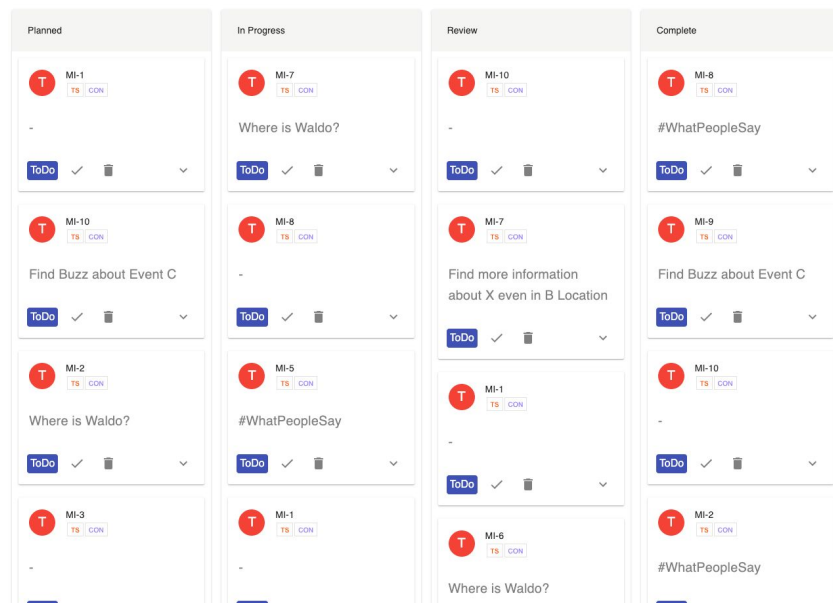 Planned
T
MI-1
TS CON
-
ToDo
T
MI-10
TS CON
Find Buzz about Event C
ToDo
T
MI-2
TS CON
Where is Waldo?
ToDo
T
MI-3
TS CON
-
In Progress
T
MI-7
TS CON
Where is Waldo?
ToDo
T
MI-8
TS CON
-
ToDo
T
MI-5
TS CON
#WhatPeopleSay
ToDo
T
MI-1
TS CON
-
Review
T
MI-10
TS CON
-
ToDo
T
MI-7
TS CON
Find more information
about X even in B Location
ToDo
T
MI-1
TS CON
-
ToDo
T
MI-6
TS CON
Where is Waldo?
Complete
T
MI-8
TS CON
#WhatPeopleSay
ToDo
T
MI-9
TS CON
Find Buzz about Event C
ToDo
T
MI-10
TS CON
-
ToDo
T
MI-2
TS CON
#WhatPeopleSay